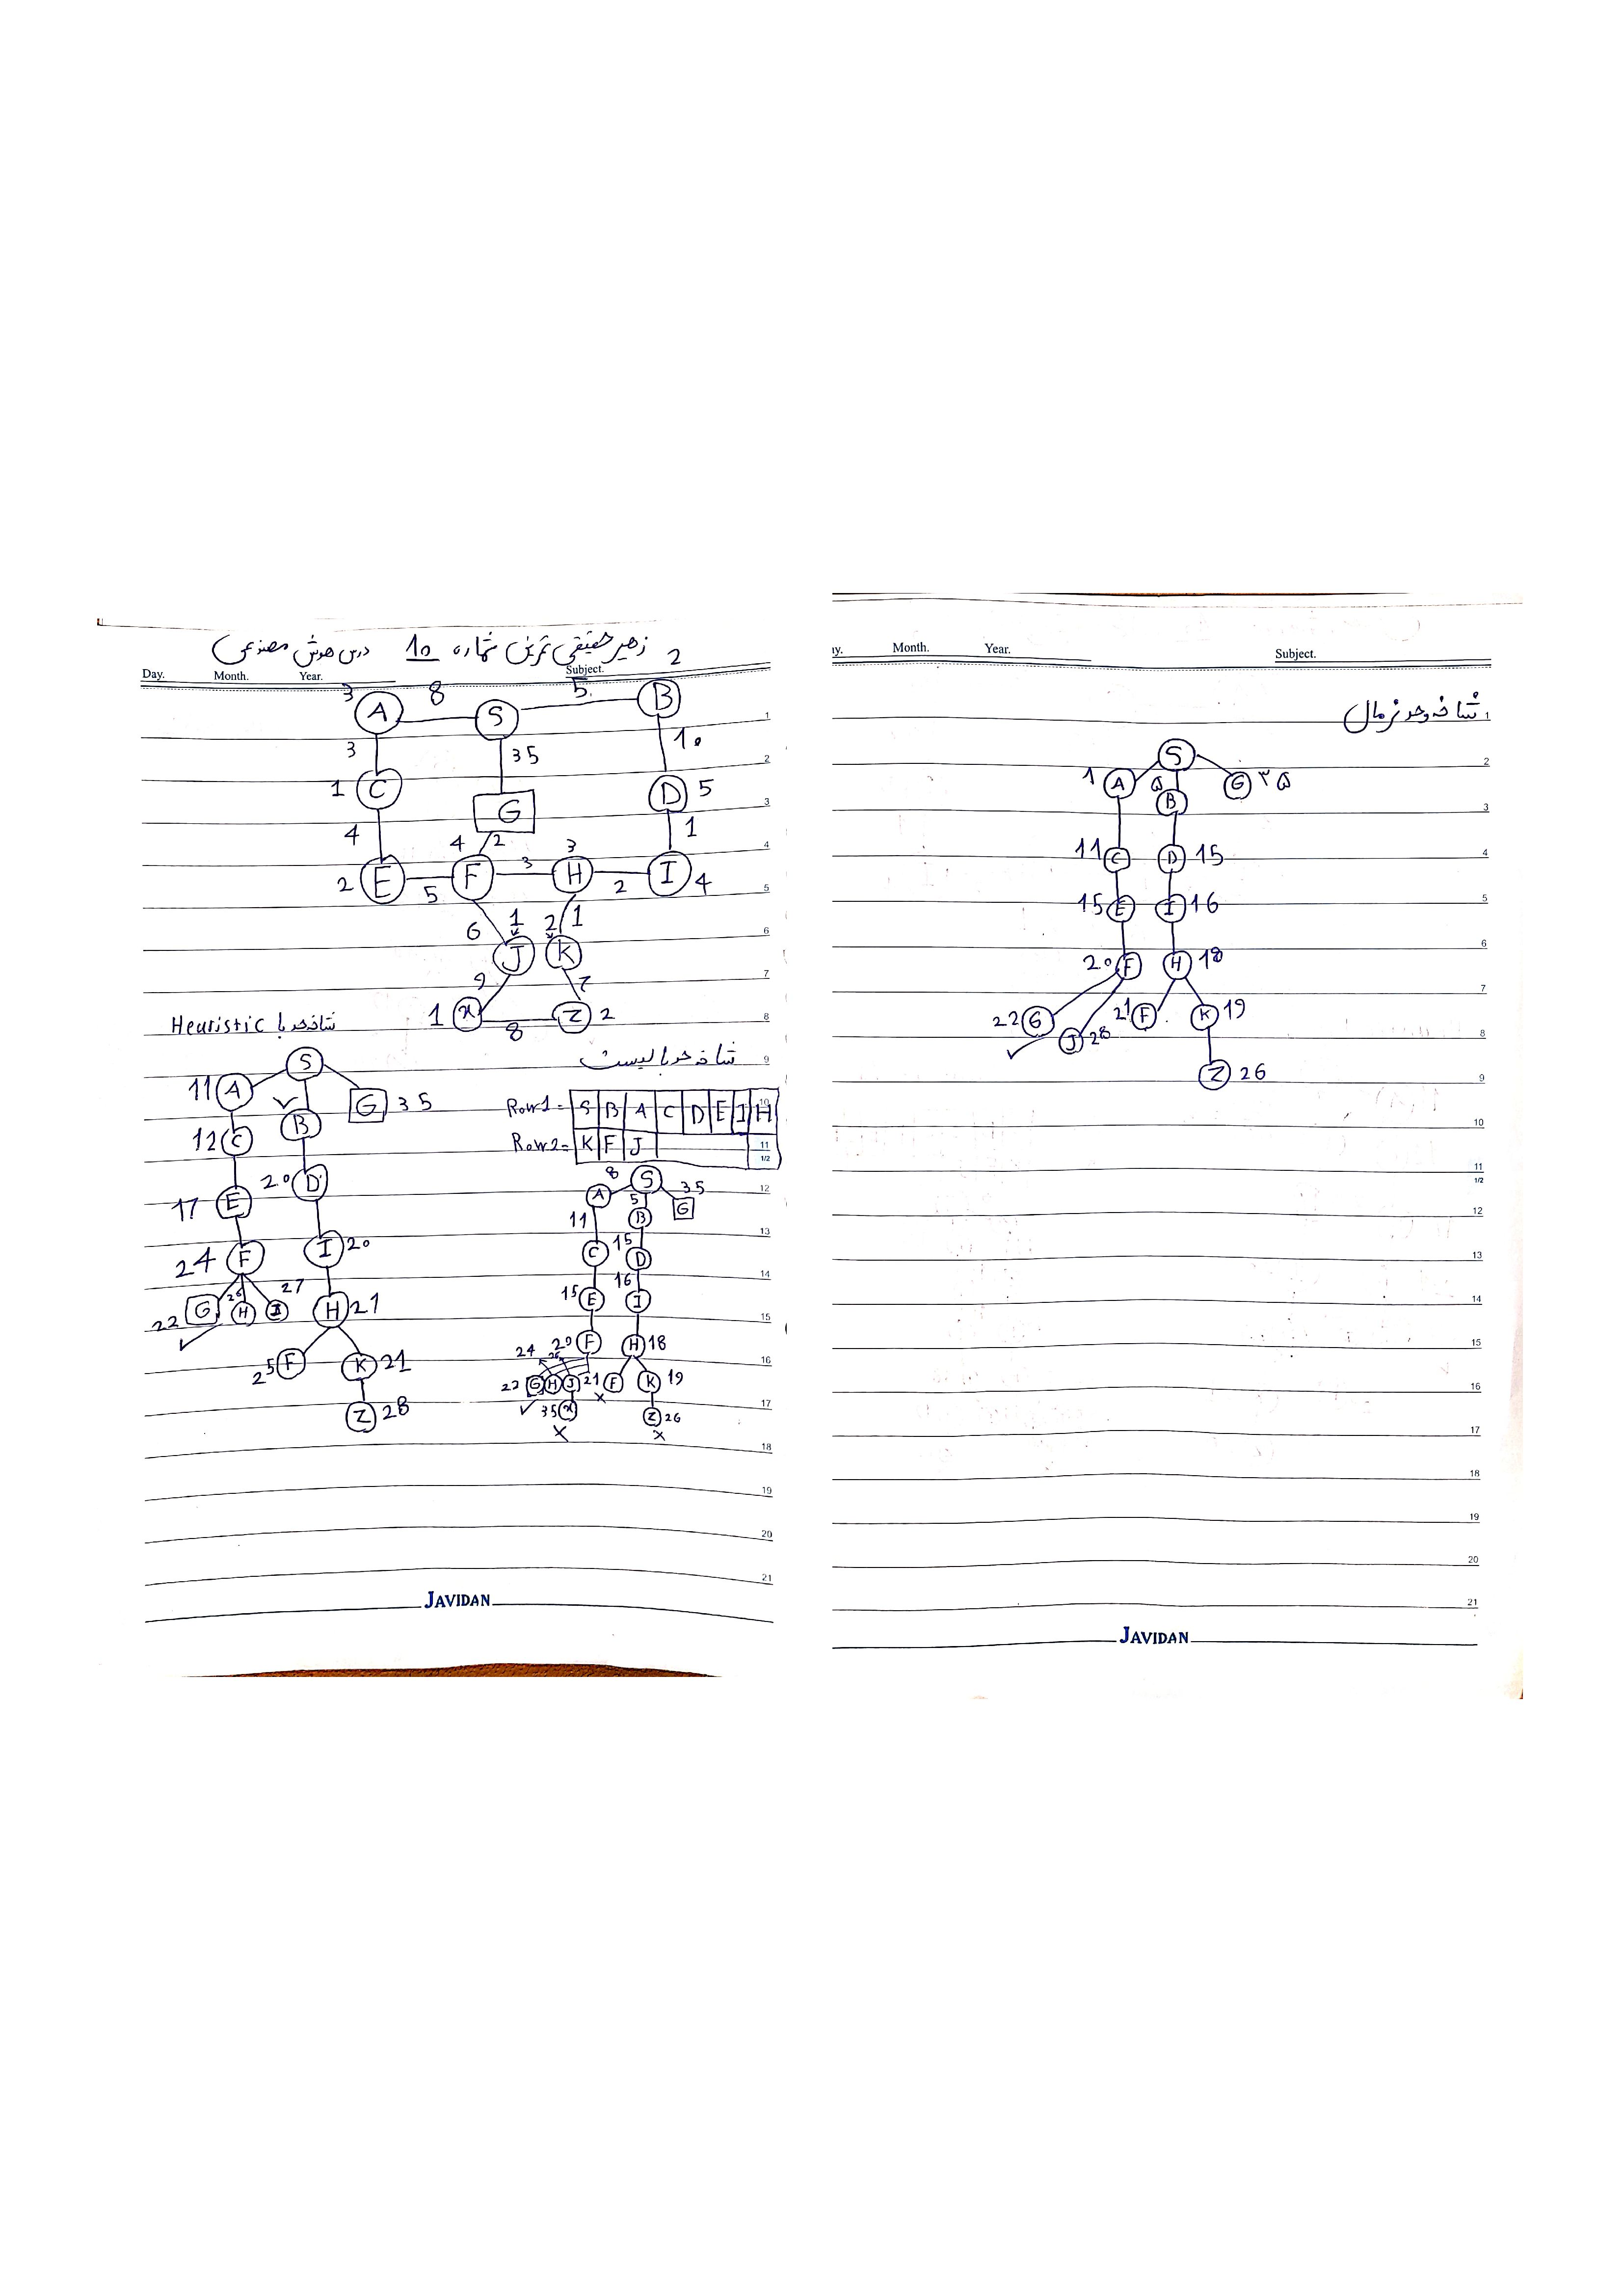 زهیر حقیقی تمرین شماره 10 درس هوش مصنوعی
Day. Month. Year. Subject. 2
3 A 8 S 5 B
1
3 35 10
2
1 C G D 5
3
4 4 2 3 1
4
2 E 5 F 3 H 2 I 4
5
6 1 2 1
6
J K
9 7
7
1 x 8 Z 2
8
شاخه و حد با Heuristic
شاخه و حد با لیست
9
S
11 A B G 35
12 C
20 D
17 E
I 20
24 F
27
22 G 26 H J H 21
25 F K 21
Z 28
Row1= S B A C D E I H
10
Row2= K F J
11
1/2
8 S 35
12
A 5 B G
11 13
C 15 D
16
14
15 E I
15
20 F H 18
24 26
16
22 G H J 21 F K 19
x
17
35 x Z 26
x x
18
19
20
21
JAVIDAN
ay. Month. Year. Subject.
شاخه و حد نرمال
1
S
2
1 A ۵ B G ۳۵
3
11 C D 15
4
15 E I 16
5
6
20 F H 18
7
22 G J 28 21 F K 19
8
Z 26
9
10
11
1/2
12
13
14
15
16
17
18
19
20
21
JAVIDAN